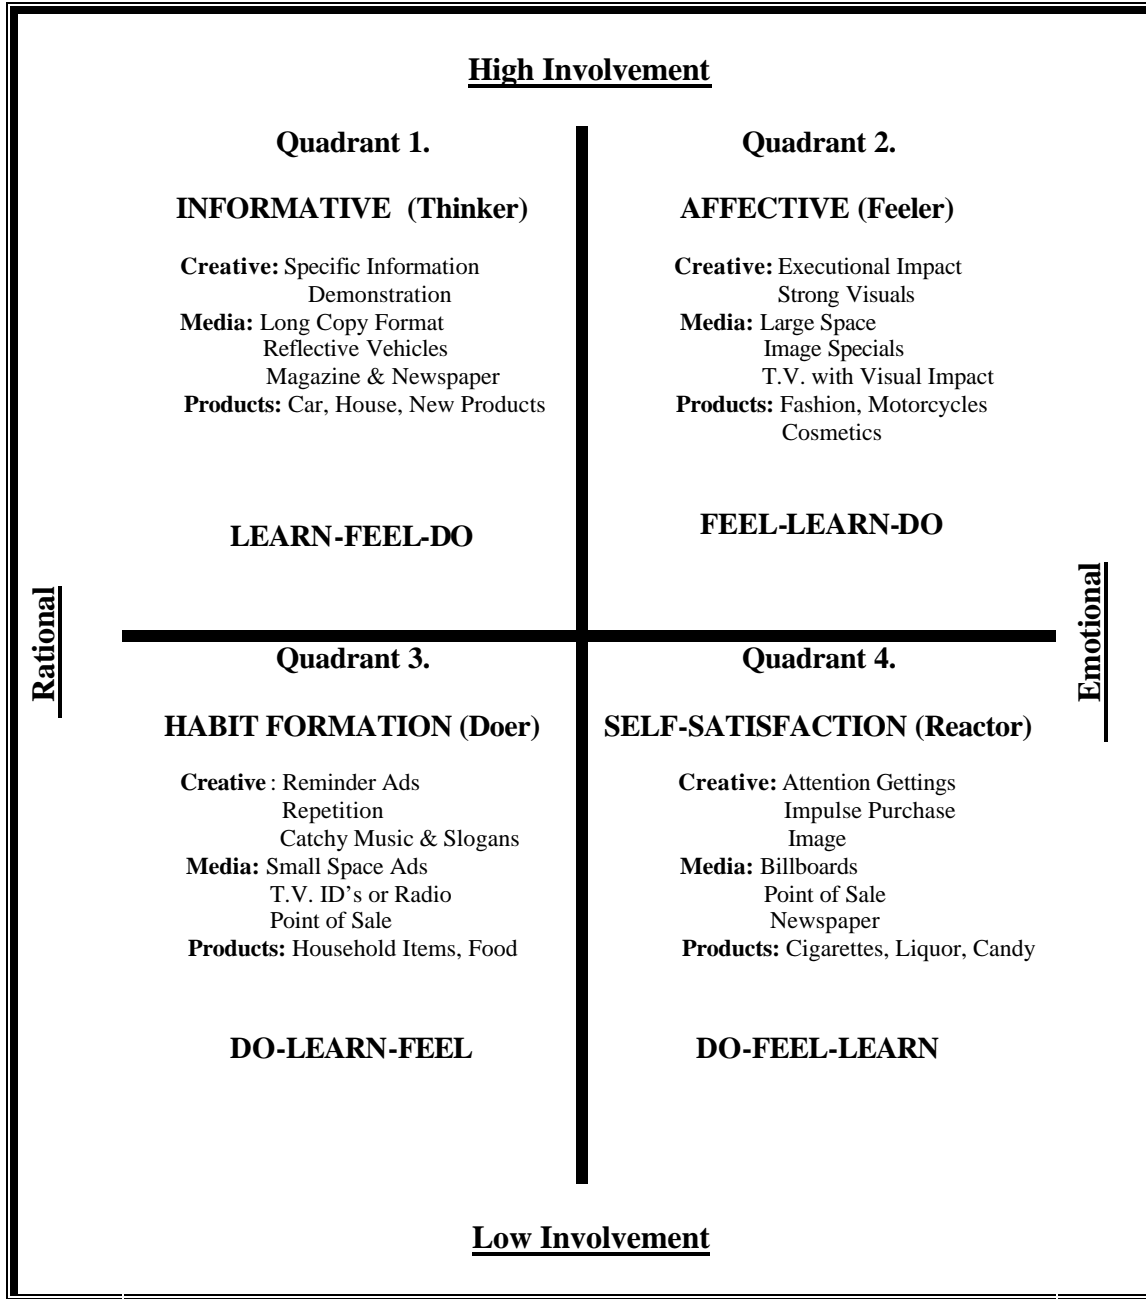 High Involvement
Quadrant 1.
INFORMATIVE (Thinker)
Creative: Specific Information
Demonstration
Media: Long Copy Format
Reflective Vehicles
Magazine & Newspaper
Products: Car, House, New Products
LEARN-FEEL-DO
Quadrant 2.
AFFECTIVE (Feeler)
Creative: Executional Impact
Strong Visuals
Media: Large Space
Image Specials
T.V. with Visual Impact
Products: Fashion, Motorcycles
Cosmetics
FEEL-LEARN-DO
Rational
Emotional
Quadrant 3.
HABIT FORMATION (Doer)
Creative : Reminder Ads
Repetition
Catchy Music & Slogans
Media: Small Space Ads
T.V. ID’s or Radio
Point of Sale
Products: Household Items, Food
DO-LEARN-FEEL
Quadrant 4.
SELF-SATISFACTION (Reactor)
Creative: Attention Gettings
Impulse Purchase
Image
Media: Billboards
Point of Sale
Newspaper
Products: Cigarettes, Liquor, Candy
DO-FEEL-LEARN
Low Involvement